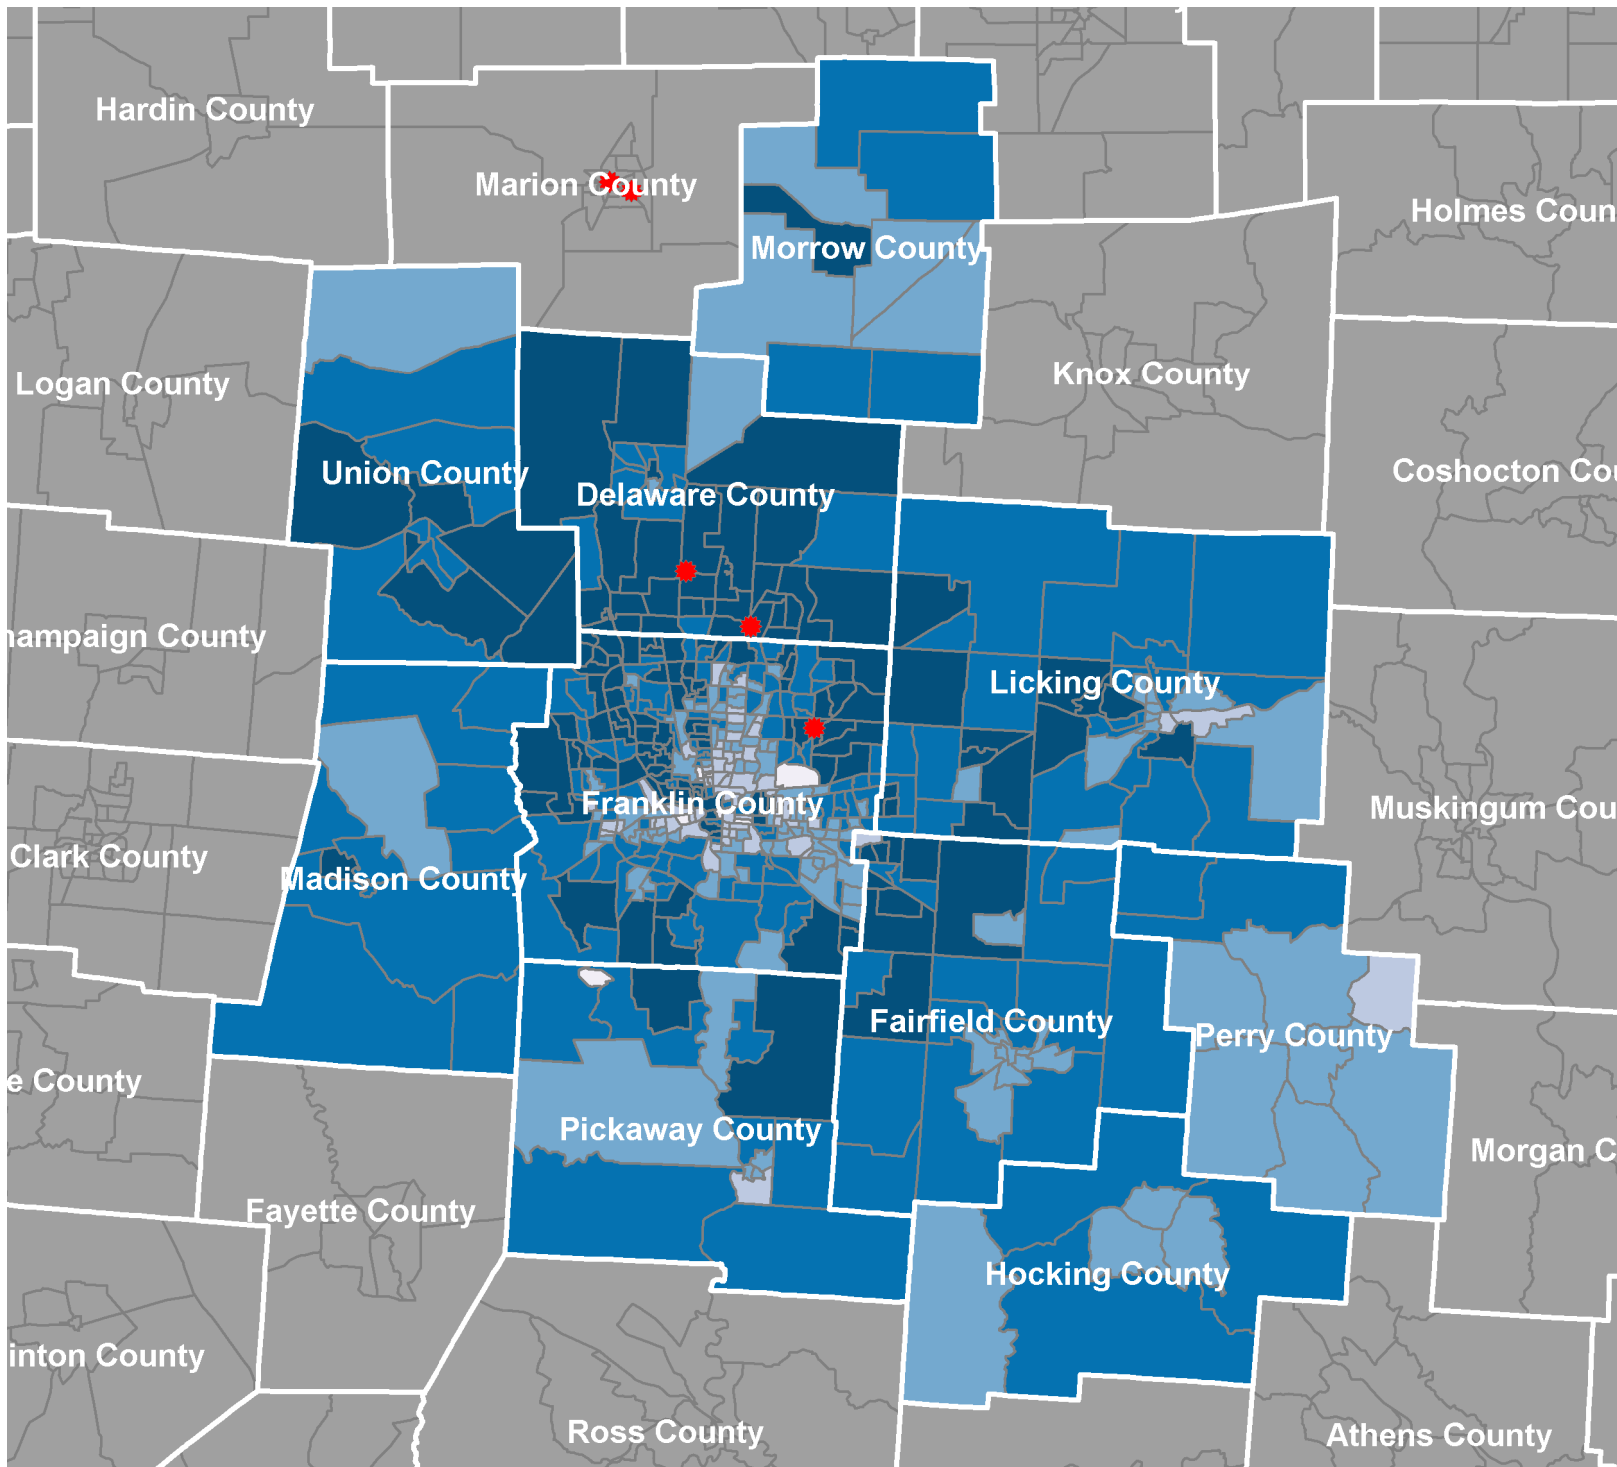 Hardin County
Marion County
Holmes Coun
Morrow County
Knox County
Logan County
Coshocton Cou
Union County
Delaware County
hampaign County
Licking County
Franklin County
Muskingum Cou
Clark County
Madison County
Fairfield County
Perry County
e County
Pickaway County
Morgan C
Fayette County
Hocking County
inton County
Ross County
Athens County